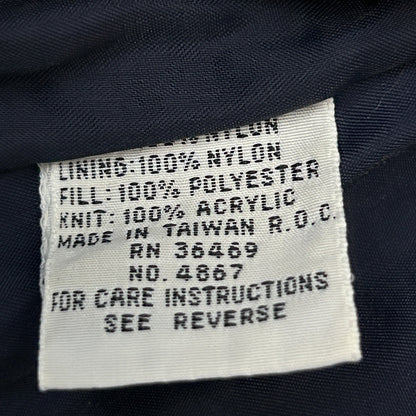 NYLON
LINING:100% NYLON
FILL:100% POLYESTER
KNIT:100% ACRYLIC
MADE IN TAIWAN R.O.C.
RN 36469
NO. 4867
FOR CARE INSTRUCTIONS
SEE REVERSE